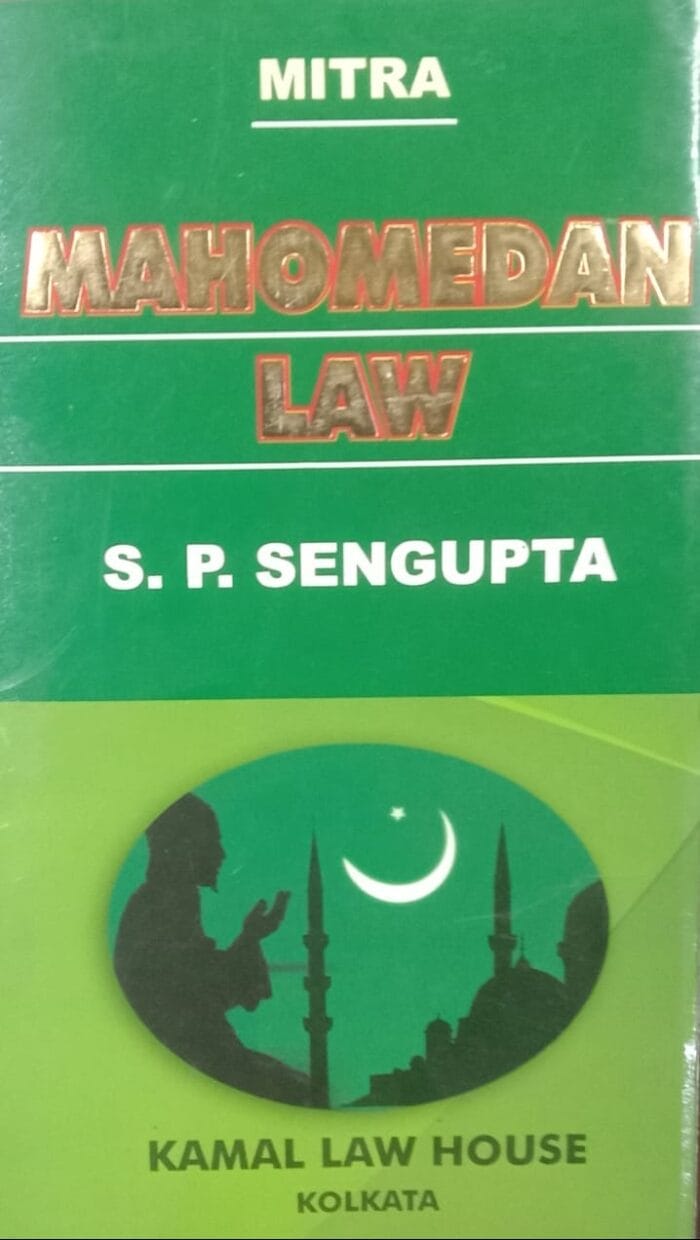 MITRA
MAHOMEDAN
LAW
S. P. SENGUPTA
KAMAL LAW HOUSE
KOLKATA